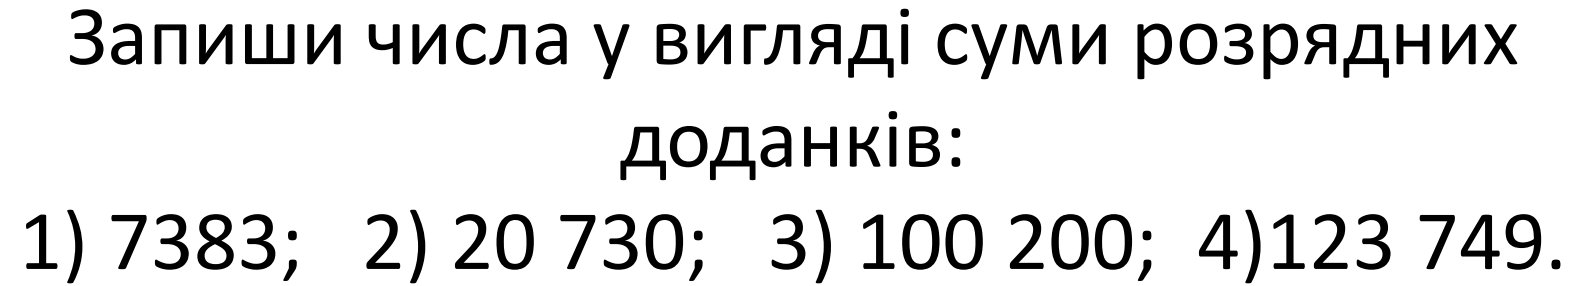 Запиши числа у вигляді суми розрядних
доданків:
1) 7383; 2) 20 730; 3) 100 200; 4)123 749.